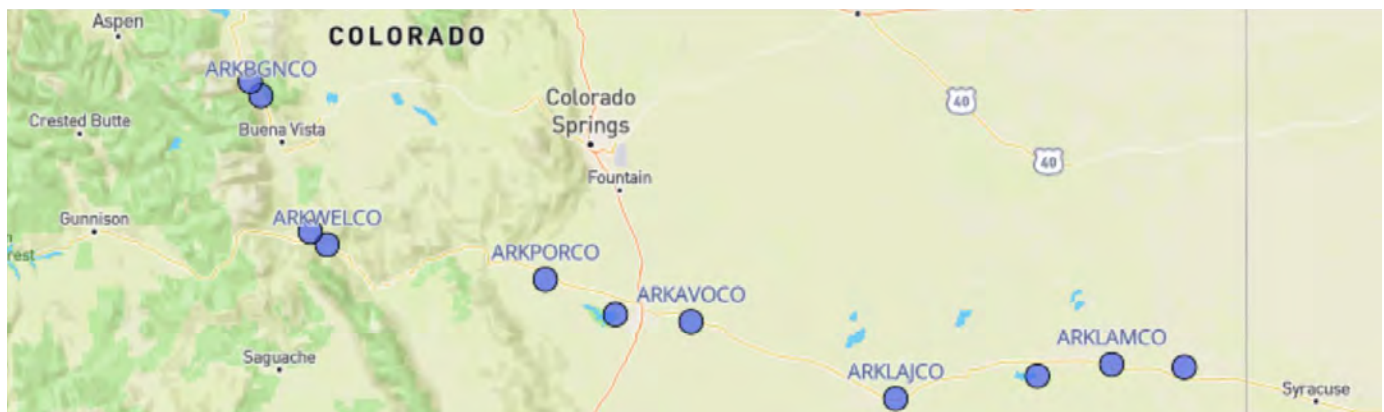 Aspen
COLORADO
ARKBGNCO
Colorado
Springs
40
Crested Butte
Buena Vista
40
Fountain
Gunnison
ARKWELCO
rest
ARKPORCO
ARKAVOCO
Saguache
ARKLAJCO
ARKLAMCO
Syracuse